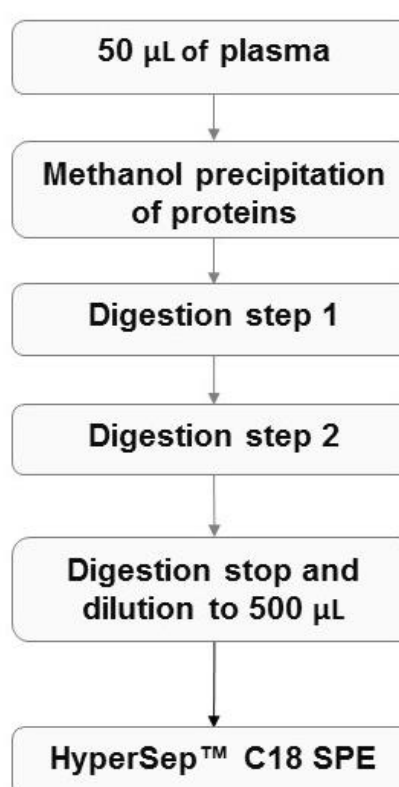 50 µL of plasma
Methanol precipitation
of proteins
Digestion step 1
Digestion step 2
Digestion stop and
dilution to 500 µL
HyperSep™ C18 SPE